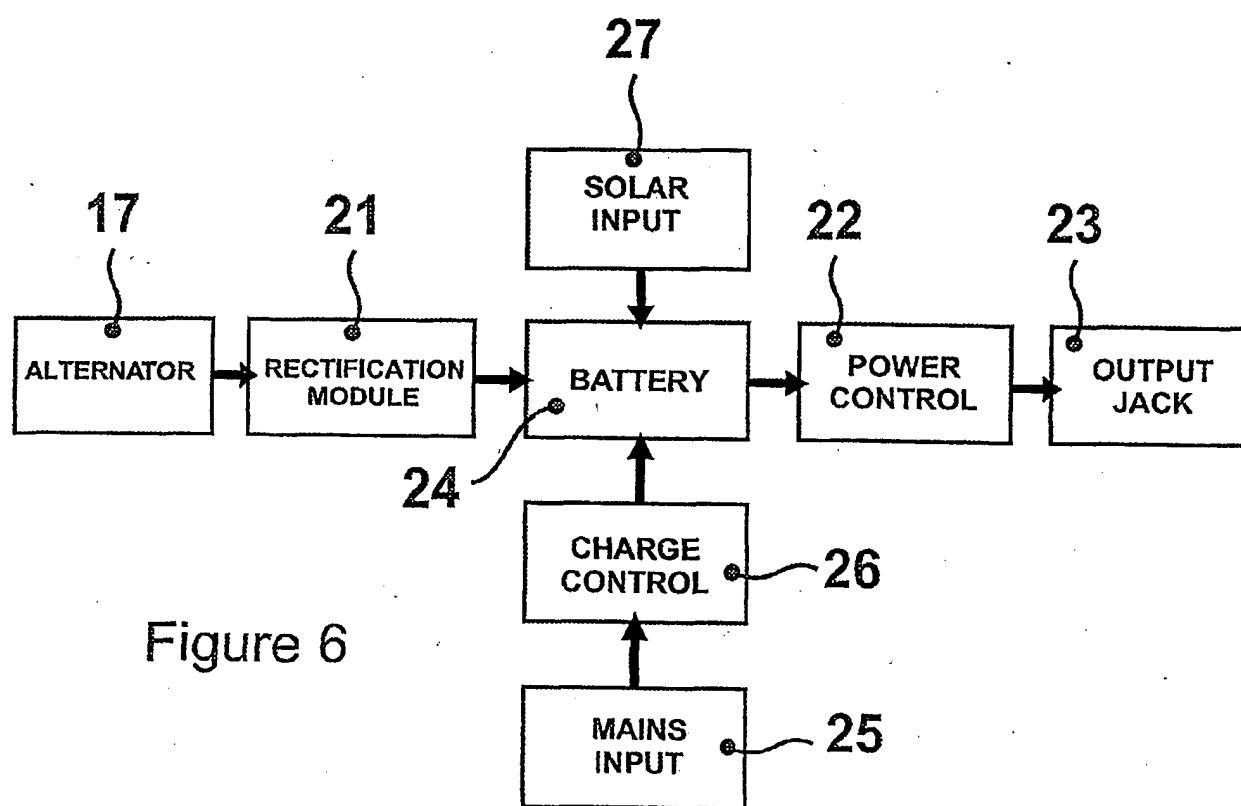 27
SOLAR
INPUT
17
21
22
23
ALTERNATOR
RECTIFICATION
MODULE
BATTERY
POWER
CONTROL
OUTPUT
JACK
24
CHARGE
CONTROL
26
Figure 6
MAINS
INPUT
25